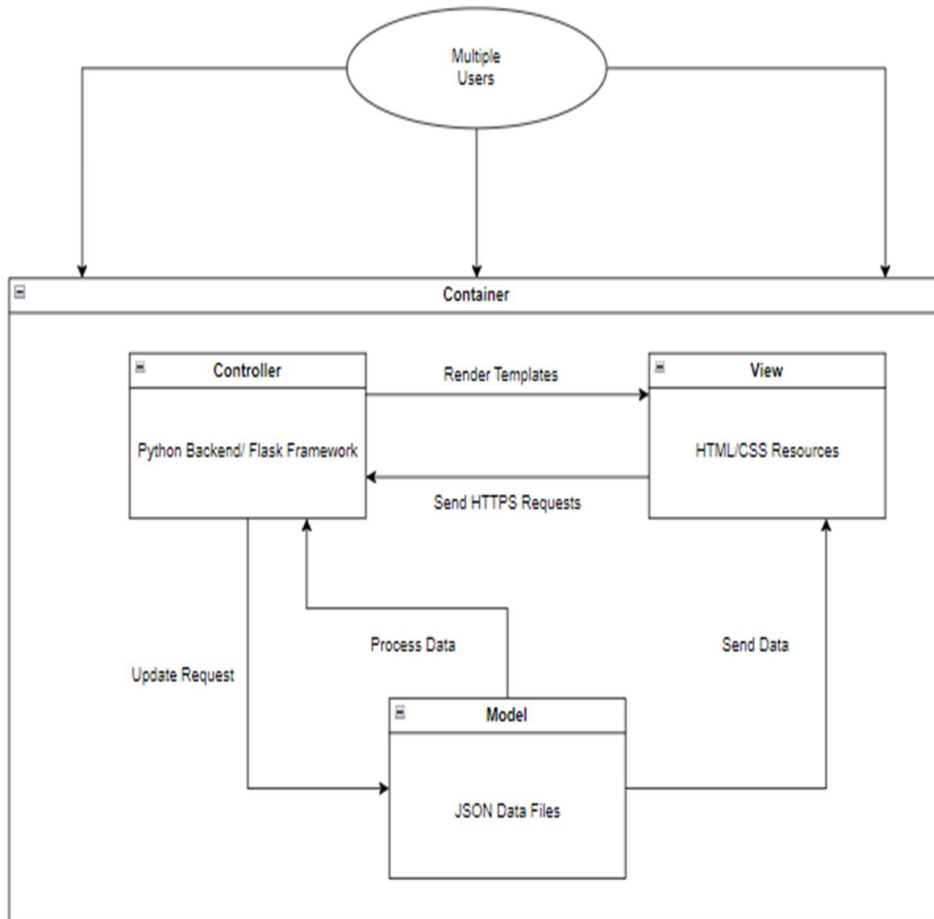 Multiple
Users
Container
Controller
Render Templates
View
Python Backend/ Flask Framework
HTML/CSS Resources
Send HTTPS Requests
Process Data
Send Data
Update Request
Model
JSON Data Files